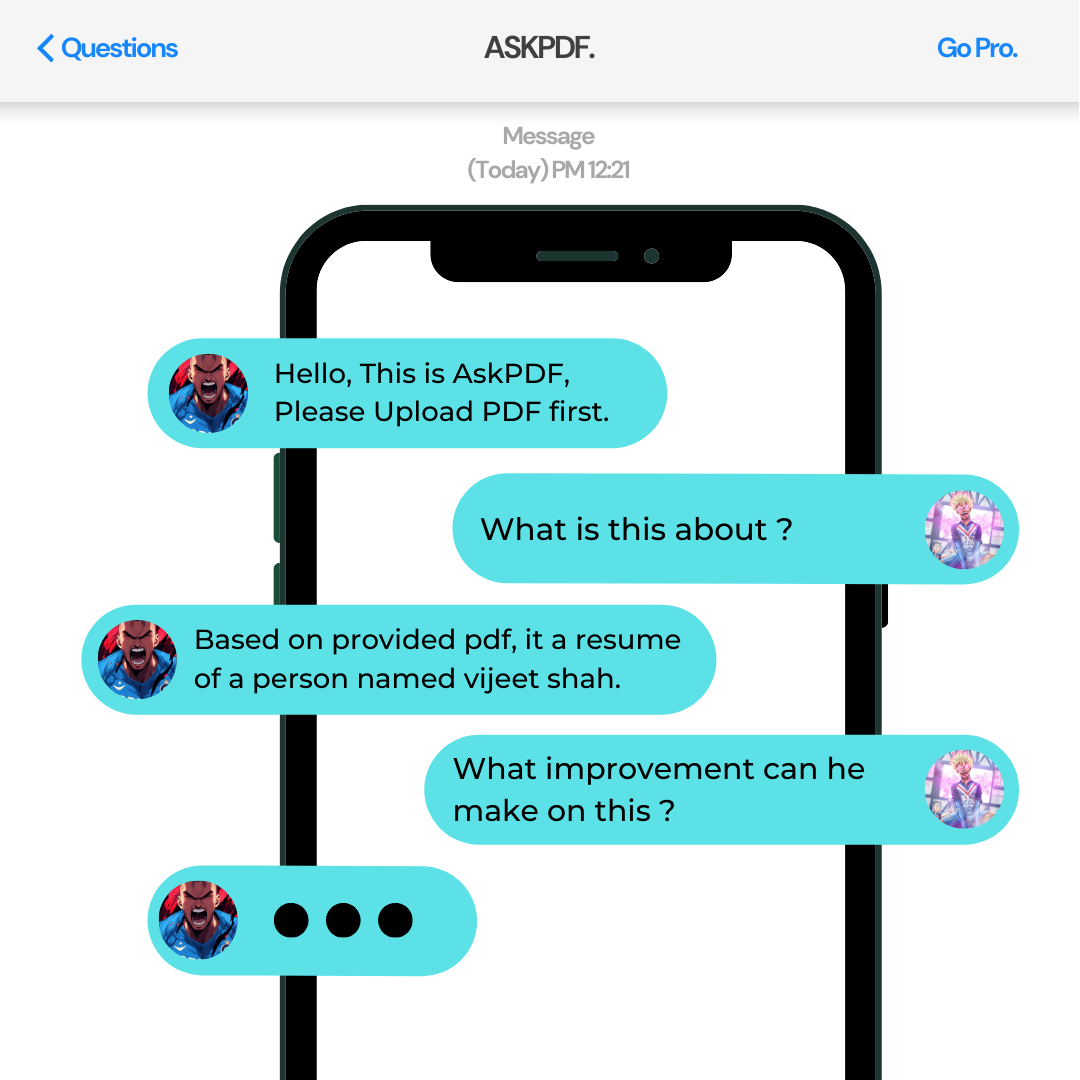 Questions
ASKPDF.
Go Pro.
Message
(Today) PM 12:21
Hello, This is AskPDF,
Please Upload PDF first.
What is this about ?
Based on provided pdf, it a resume
of a person named vijeet shah.
What improvement can he
make on this ?